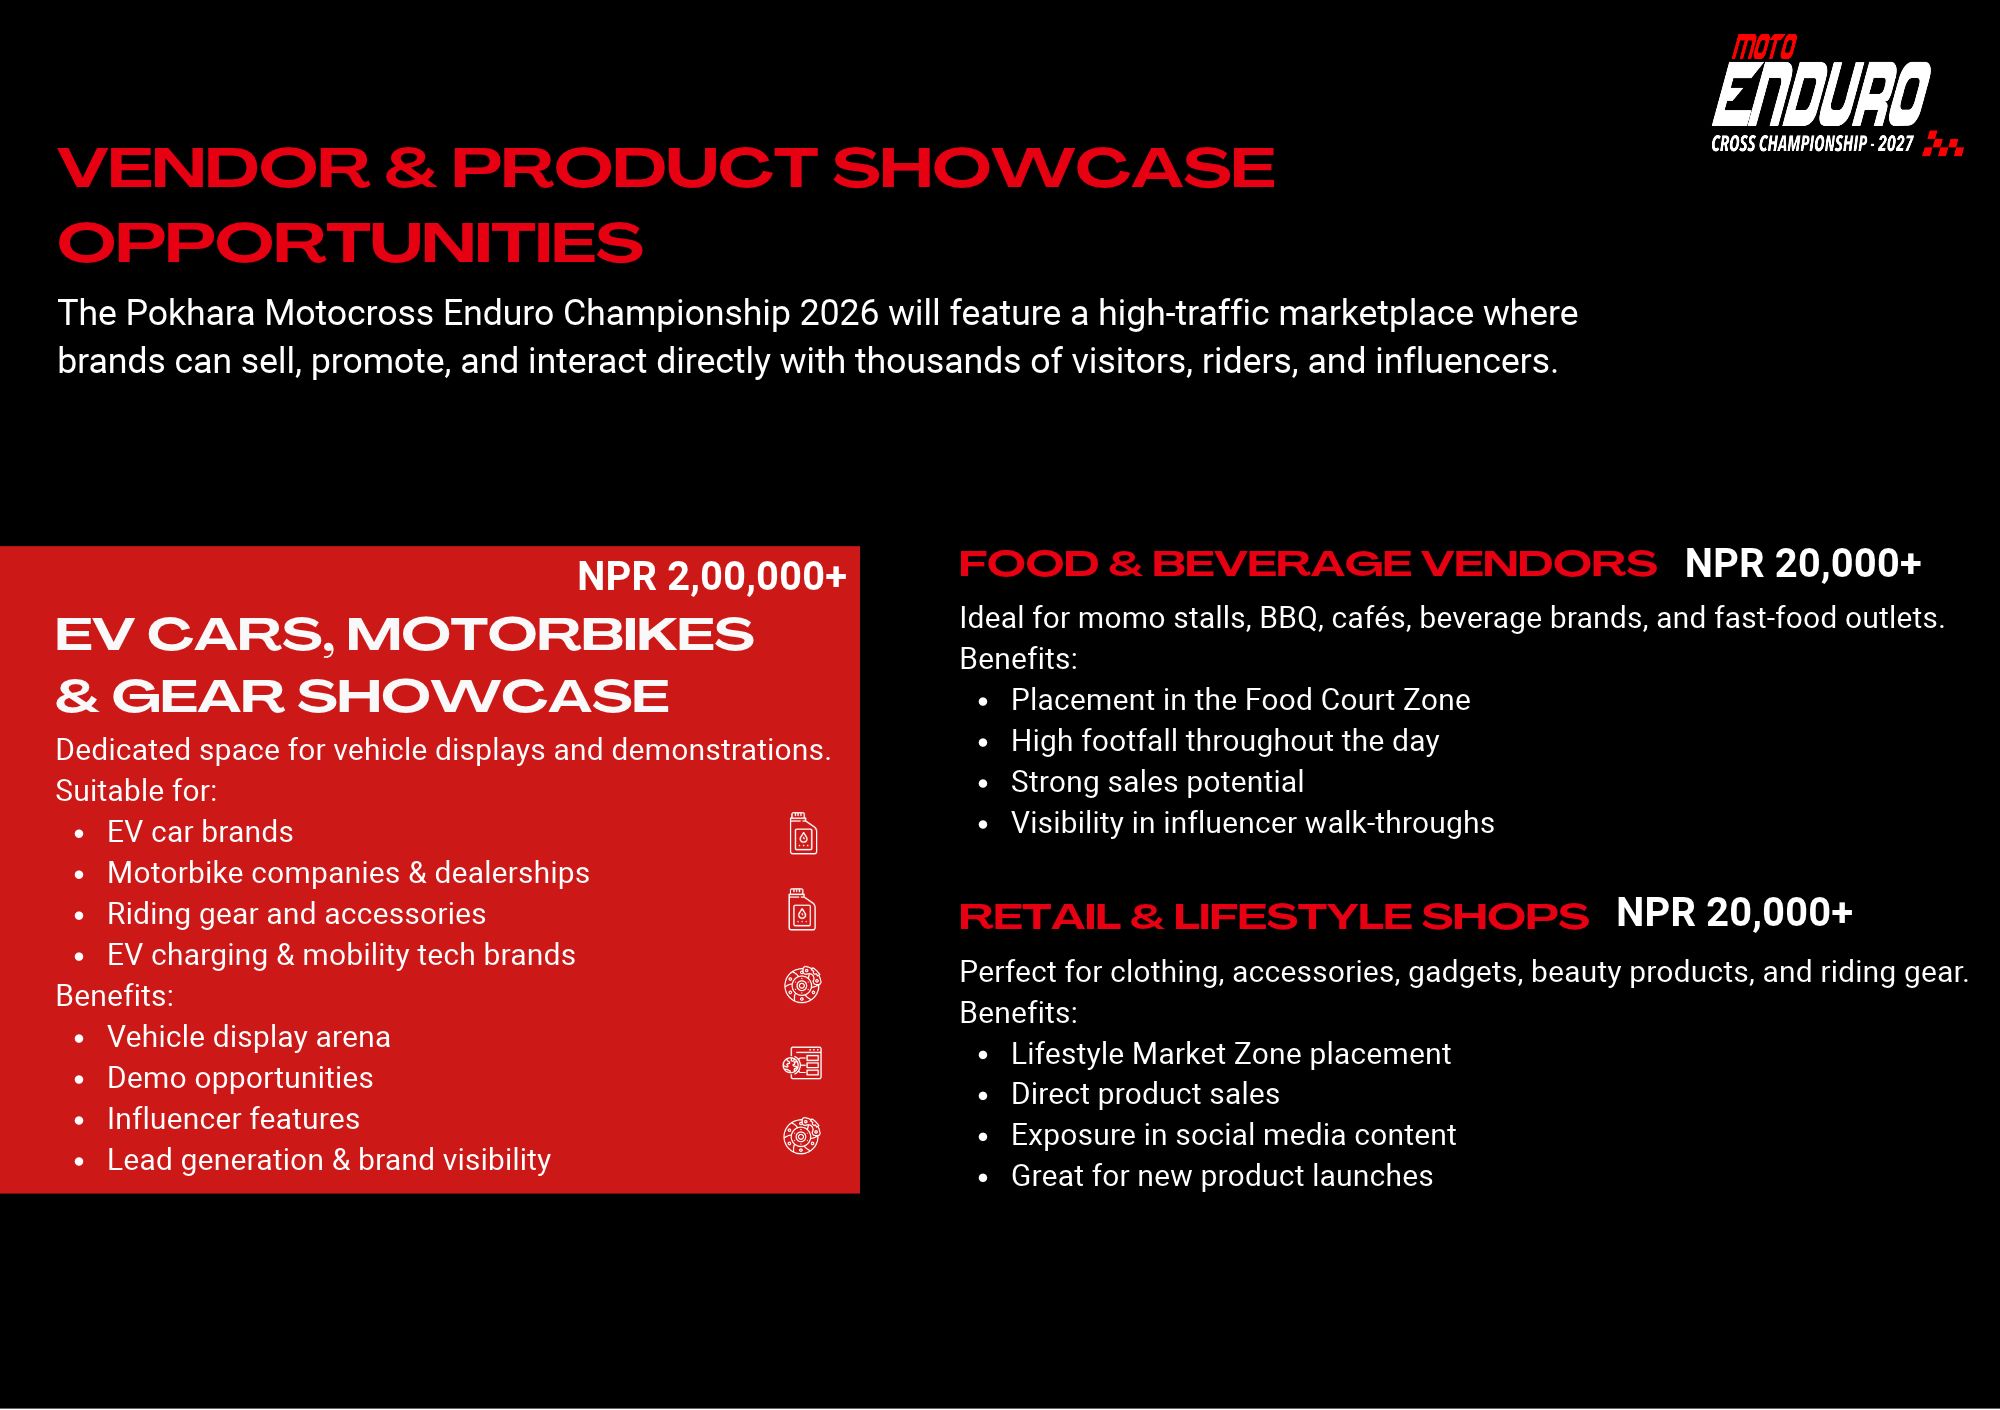 MOTO
ENDURO
CROSS CHAMPIONSHIP - 2027
VENDOR & PRODUCT SHOWCASE
OPPORTUNITIES
The Pokhara Motocross Enduro Championship 2026 will feature a high-traffic marketplace where
brands can sell, promote, and interact directly with thousands of visitors, riders, and influencers.
NPR 2,00,000+
EV CARS, MOTORBIKES
& GEAR SHOWCASE
Dedicated space for vehicle displays and demonstrations.
Suitable for:
• EV car brands
• Motorbike companies & dealerships
• Riding gear and accessories
• EV charging & mobility tech brands
Benefits:
• Vehicle display arena
• Demo opportunities
• Influencer features
• Lead generation & brand visibility
FOOD & BEVERAGE VENDORS NPR 20,000+
Ideal for momo stalls, BBQ, cafés, beverage brands, and fast-food outlets.
Benefits:
• Placement in the Food Court Zone
• High footfall throughout the day
• Strong sales potential
• Visibility in influencer walk-throughs
RETAIL & LIFESTYLE SHOPS NPR 20,000+
Perfect for clothing, accessories, gadgets, beauty products, and riding gear.
Benefits:
• Lifestyle Market Zone placement
• Direct product sales
• Exposure in social media content
• Great for new product launches